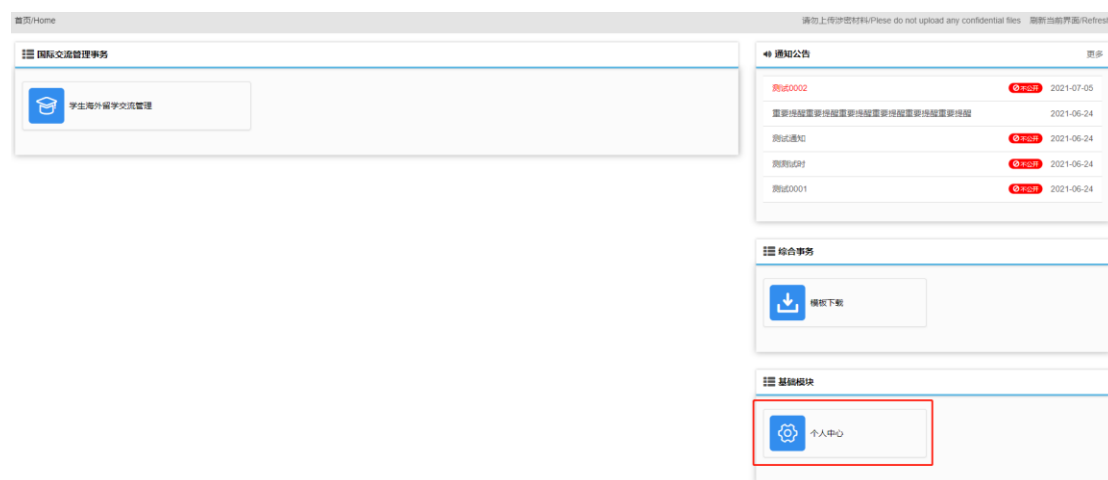 首页/Home
请勿上传涉密材料/Plese do not upload any confidential files 刷新当前界面/Refresh
国际交流管理事务
学生海外留学交流管理
通知公告 更多
测试0002 不公开 2021-07-05
重要提醒重要提醒重要提醒重要提醒重要提醒重要提醒 2021-06-24
测试通知 不公开 2021-06-24
测测试时 不公开 2021-06-24
测试0001 不公开 2021-06-24
综合事务
模板下载
基础模块
个人中心